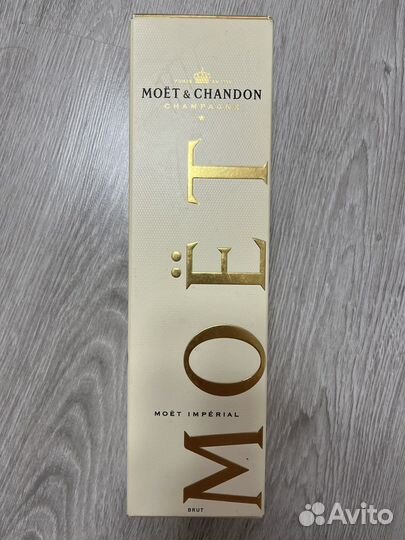 MOËT & CHANDON
CHAMPAGNE
MOËT
MOËT IMPÉRIAL
BRUT
Avito